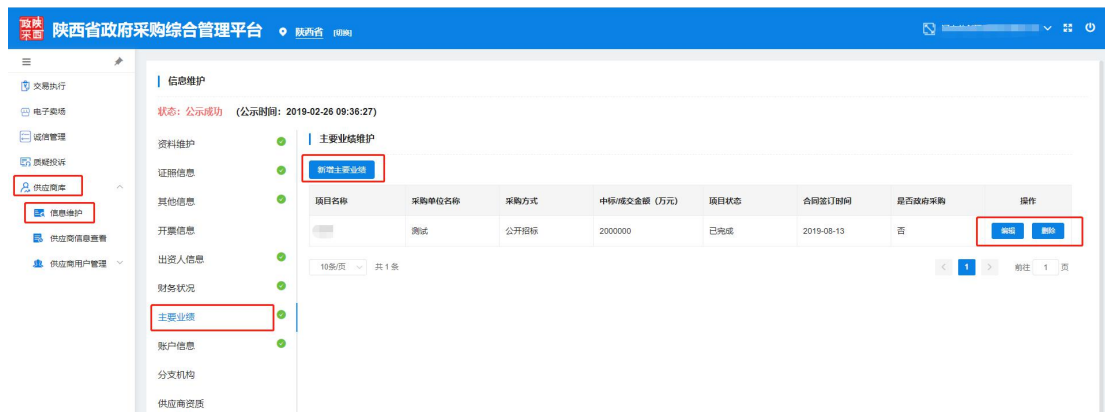 政陕
采西
陕西省政府采购综合管理平台
陕西省 [切换]
交易执行
电子卖场
诚信管理
质疑投诉
供应商库
信息维护
供应商信息查看
供应商用户管理
信息维护
状态：公示成功 (公示时间：2019-02-26 09:36:27)
资料维护
证照信息
其他信息
开票信息
出资人信息
财务状况
主要业绩
账户信息
分支机构
供应商资质
主要业绩维护
新增主要业绩
项目名称 采购单位名称 采购方式 中标/成交金额（万元） 项目状态 合同签订时间 是否政府采购 操作
测试 公开招标 2000000 已完成 2019-08-13 否 编辑 删除
10条/页 共 1 条 < 1 > 前往 1 页